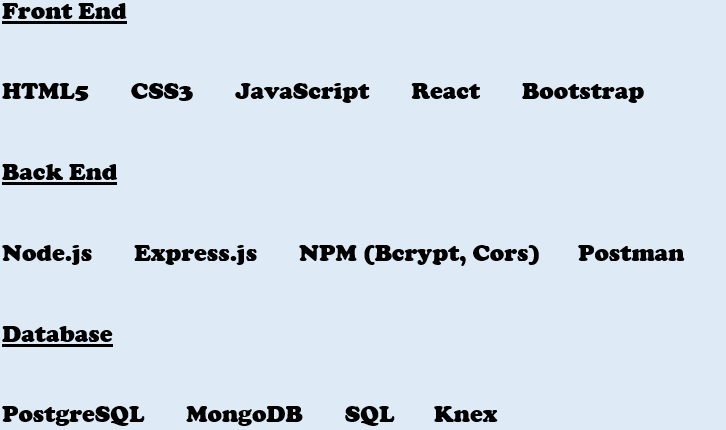 Front End
HTML5 CSS3 JavaScript React Bootstrap
Back End
Node.js Express.js NPM (Bcrypt, Cors) Postman
Database
PostgreSQL MongoDB SQL Knex